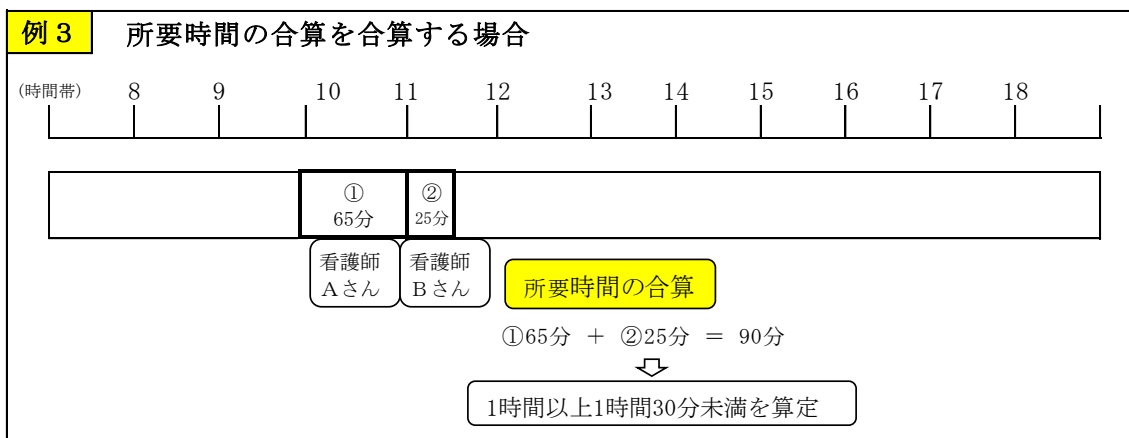 例３ 所要時間の合算を合算する場合
(時間帯) 8 9 10 11 12 13 14 15 16 17 18
① ②
65分 25分
看護師 看護師
Ａさん Ｂさん
所要時間の合算
①65分 ＋ ②25分 ＝ 90分
1時間以上1時間30分未満を算定